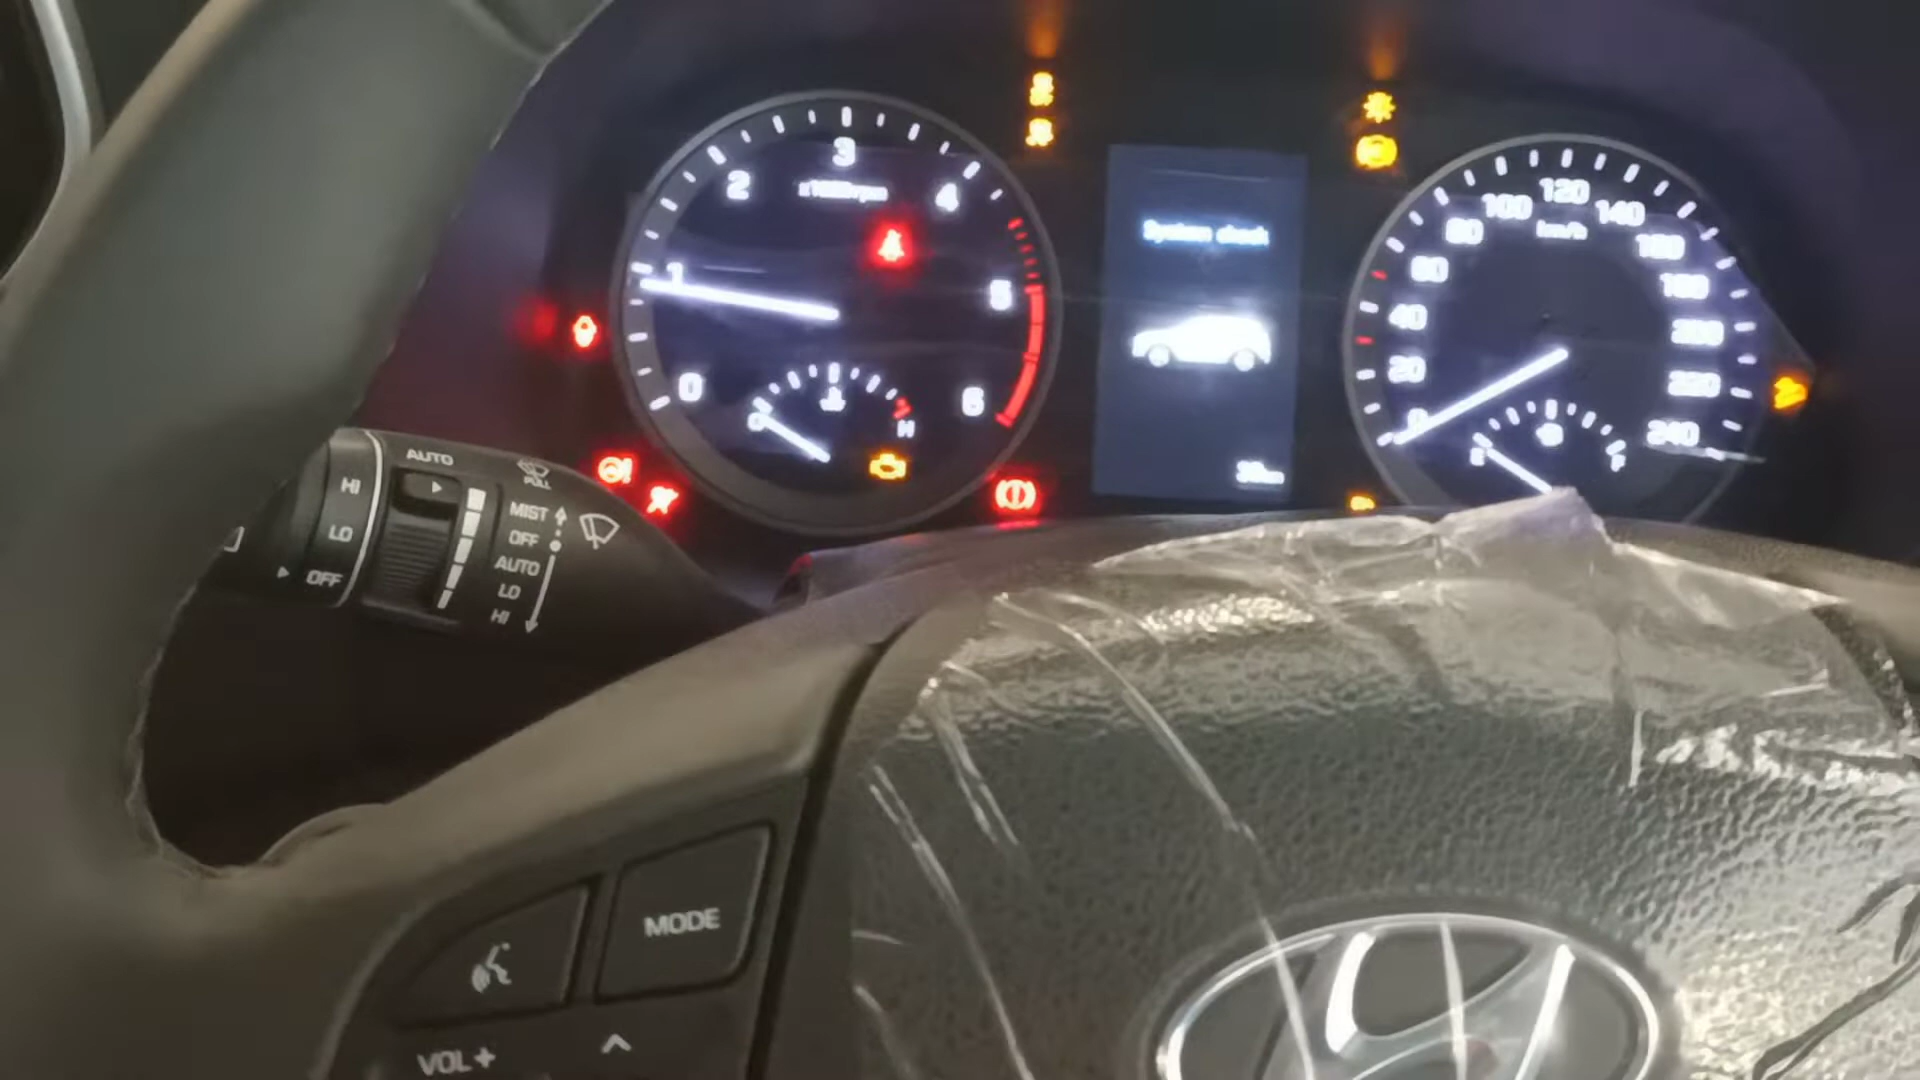 0
1
2
3
4
5
6
x1000rpm
H
System check
0
20
40
60
80
100
120
140
160
180
200
220
240
km/h
E
F
HI
LO
OFF
AUTO
PULL
MIST
OFF
AUTO
LO
HI
MODE
VOL+